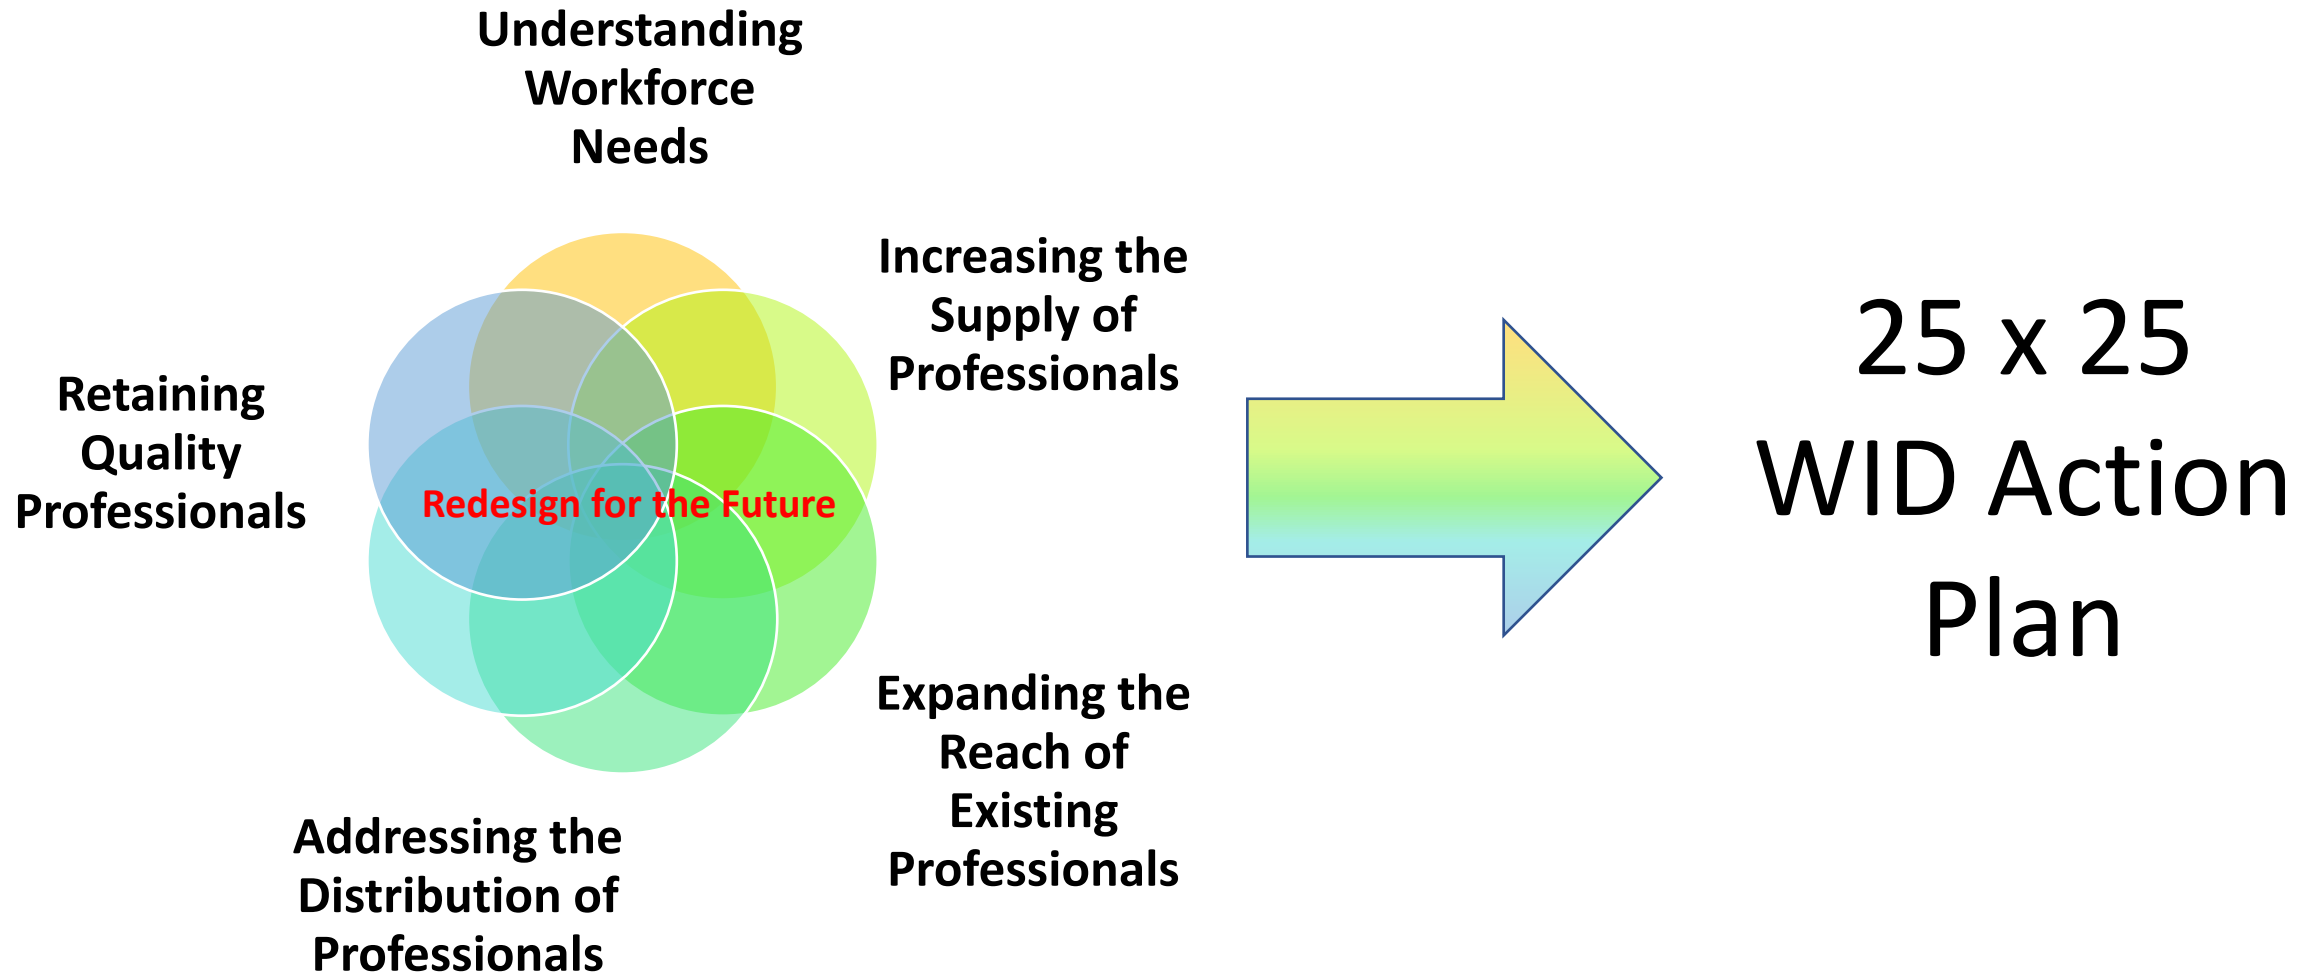 Understanding
Workforce
Needs
Increasing the
Supply of
Professionals
Retaining
Quality
Professionals
Redesign for the Future
Expanding the
Reach of
Existing
Professionals
Addressing the
Distribution of
Professionals
25 x 25
WID Action
Plan